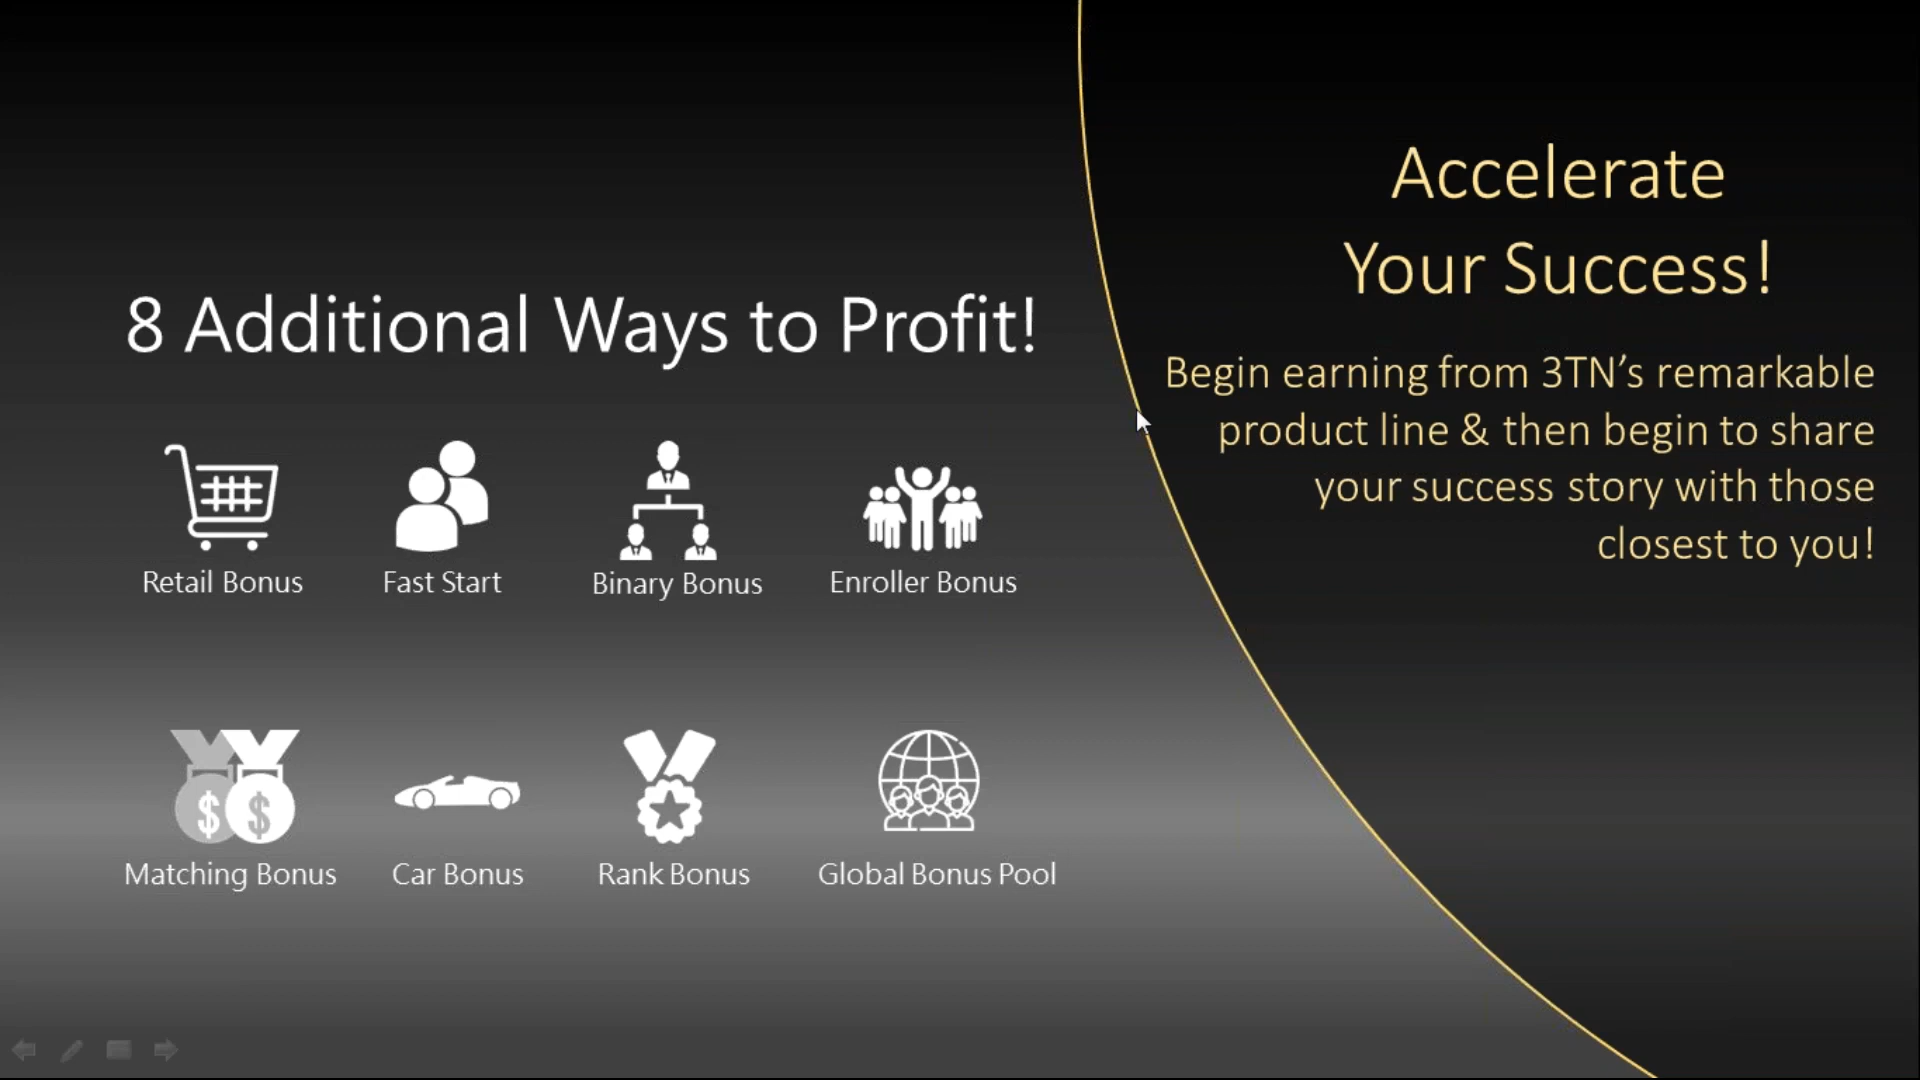 8 Additional Ways to Profit!
Retail Bonus
Fast Start
Binary Bonus
Enroller Bonus
$ $
Matching Bonus
Car Bonus
Rank Bonus
Global Bonus Pool
Accelerate
Your Success!
Begin earning from 3TN’s remarkable
product line & then begin to share
your success story with those
closest to you!